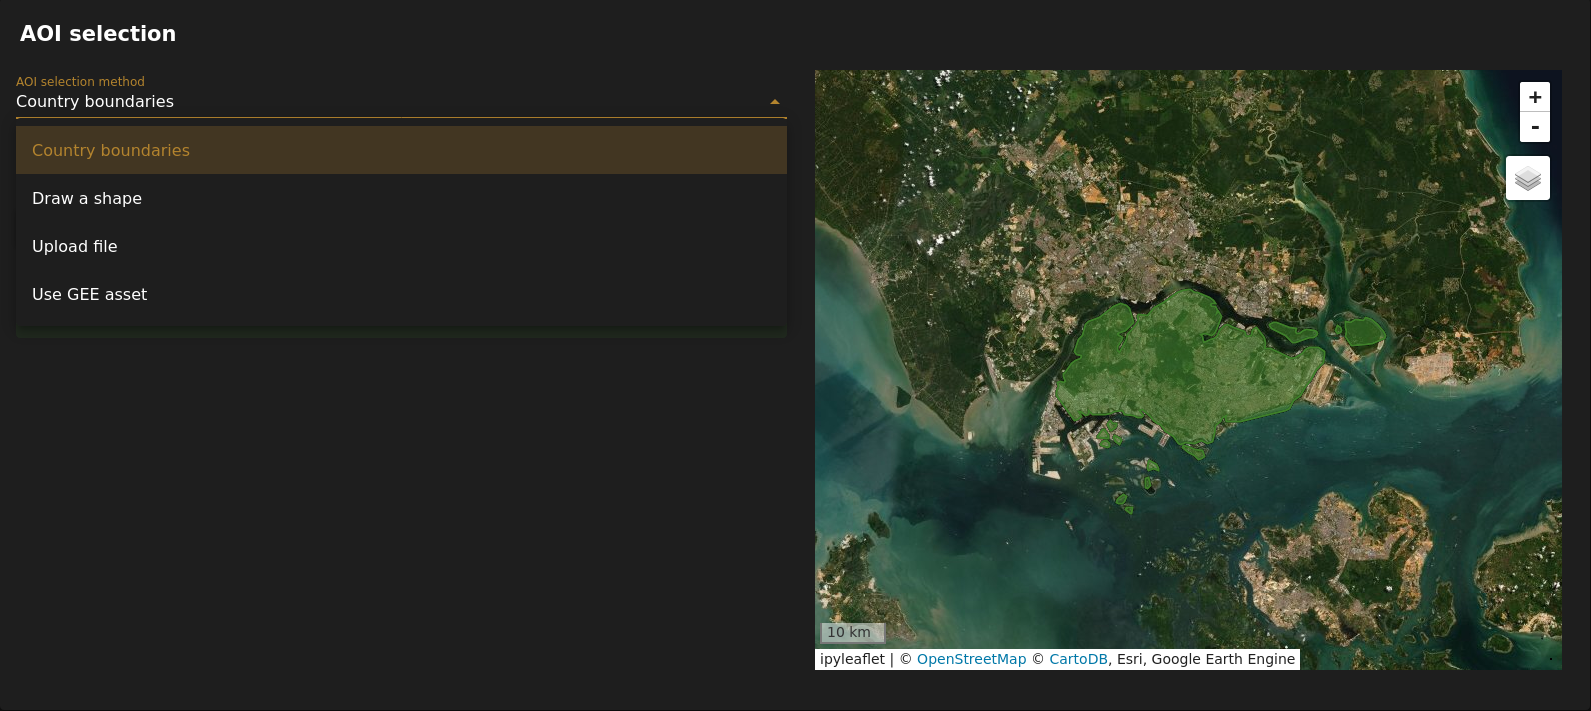 AOI selection
AOI selection method
Country boundaries
Country boundaries
Draw a shape
Upload file
Use GEE asset
+
-
10 km
ipyleaflet | © OpenStreetMap © CartoDB, Esri, Google Earth Engine